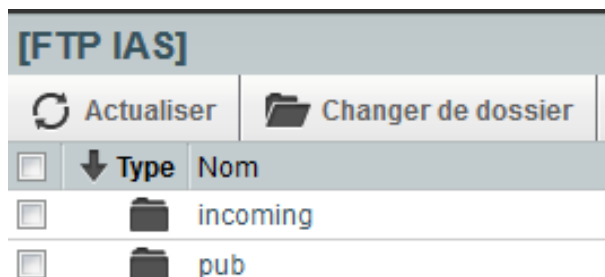 [FTP IAS]
Actualiser Changer de dossier
Type Nom
incoming
pub